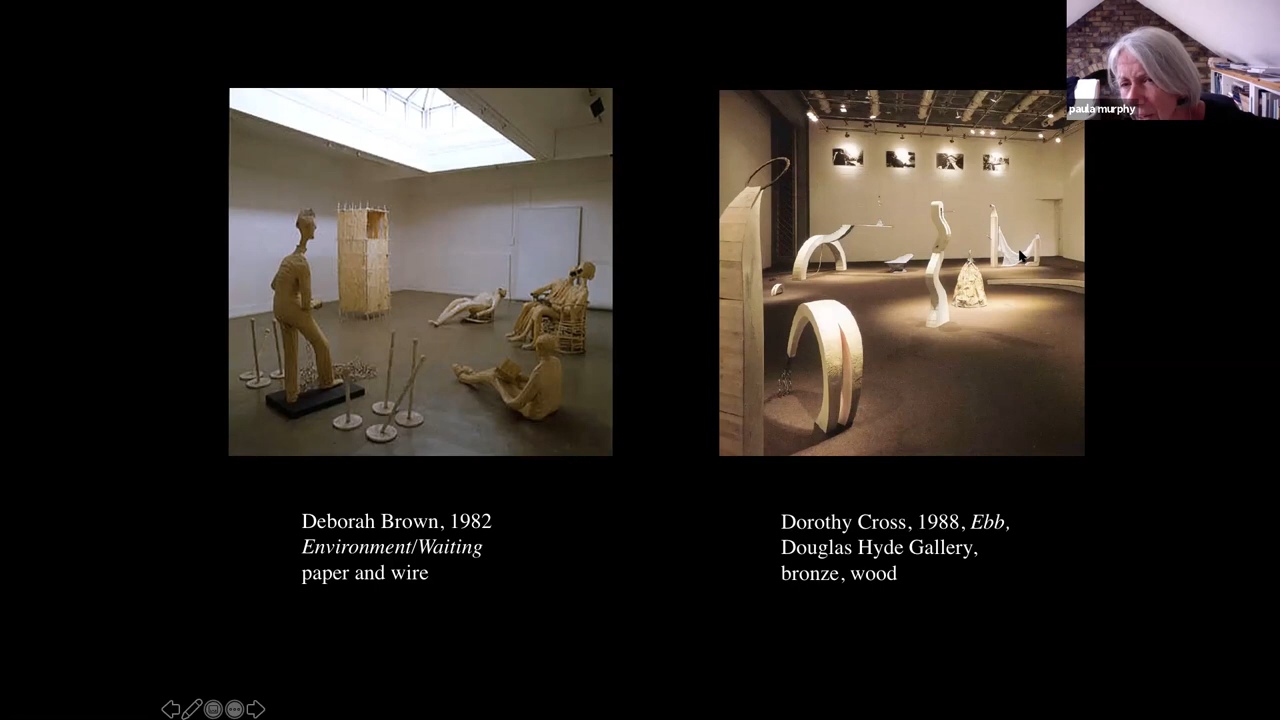 paula murphy
Deborah Brown, 1982
Environment/Waiting
paper and wire
Dorothy Cross, 1988, Ebb,
Douglas Hyde Gallery,
bronze, wood